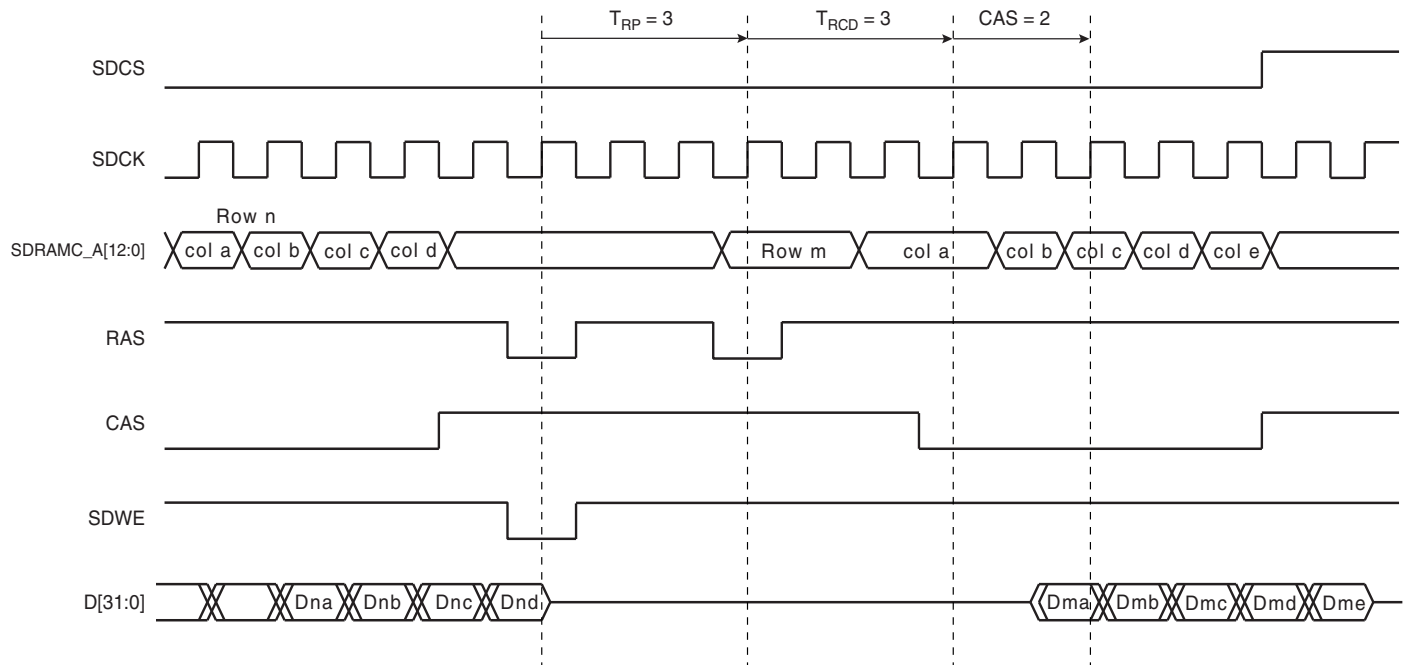 T_RP = 3 T_RCD = 3 CAS = 2
SDCS
SDCK
Row n
SDRAMC_A[12:0] col a col b col c col d Row m col a col b col c col d col e
RAS
CAS
SDWE
D[31:0] Dna Dnb Dnc Dnd Dma Dmb Dmc Dmd Dme